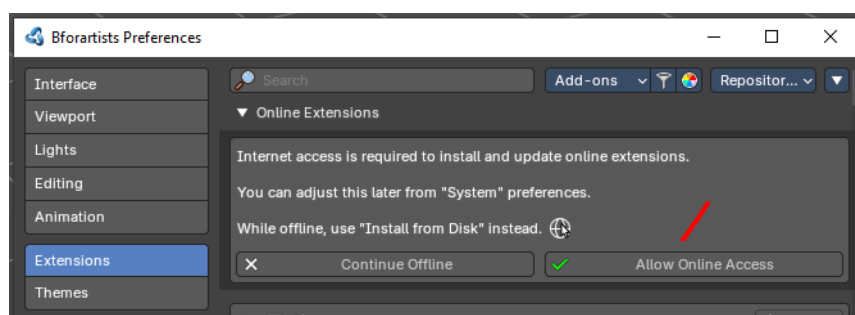 Bforartists Preferences
Interface
Viewport
Lights
Editing
Animation
Extensions
Themes
Search
Add-ons
Repositor...
Online Extensions
Internet access is required to install and update online extensions.
You can adjust this later from "System" preferences.
While offline, use "Install from Disk" instead.
Continue Offline
Allow Online Access